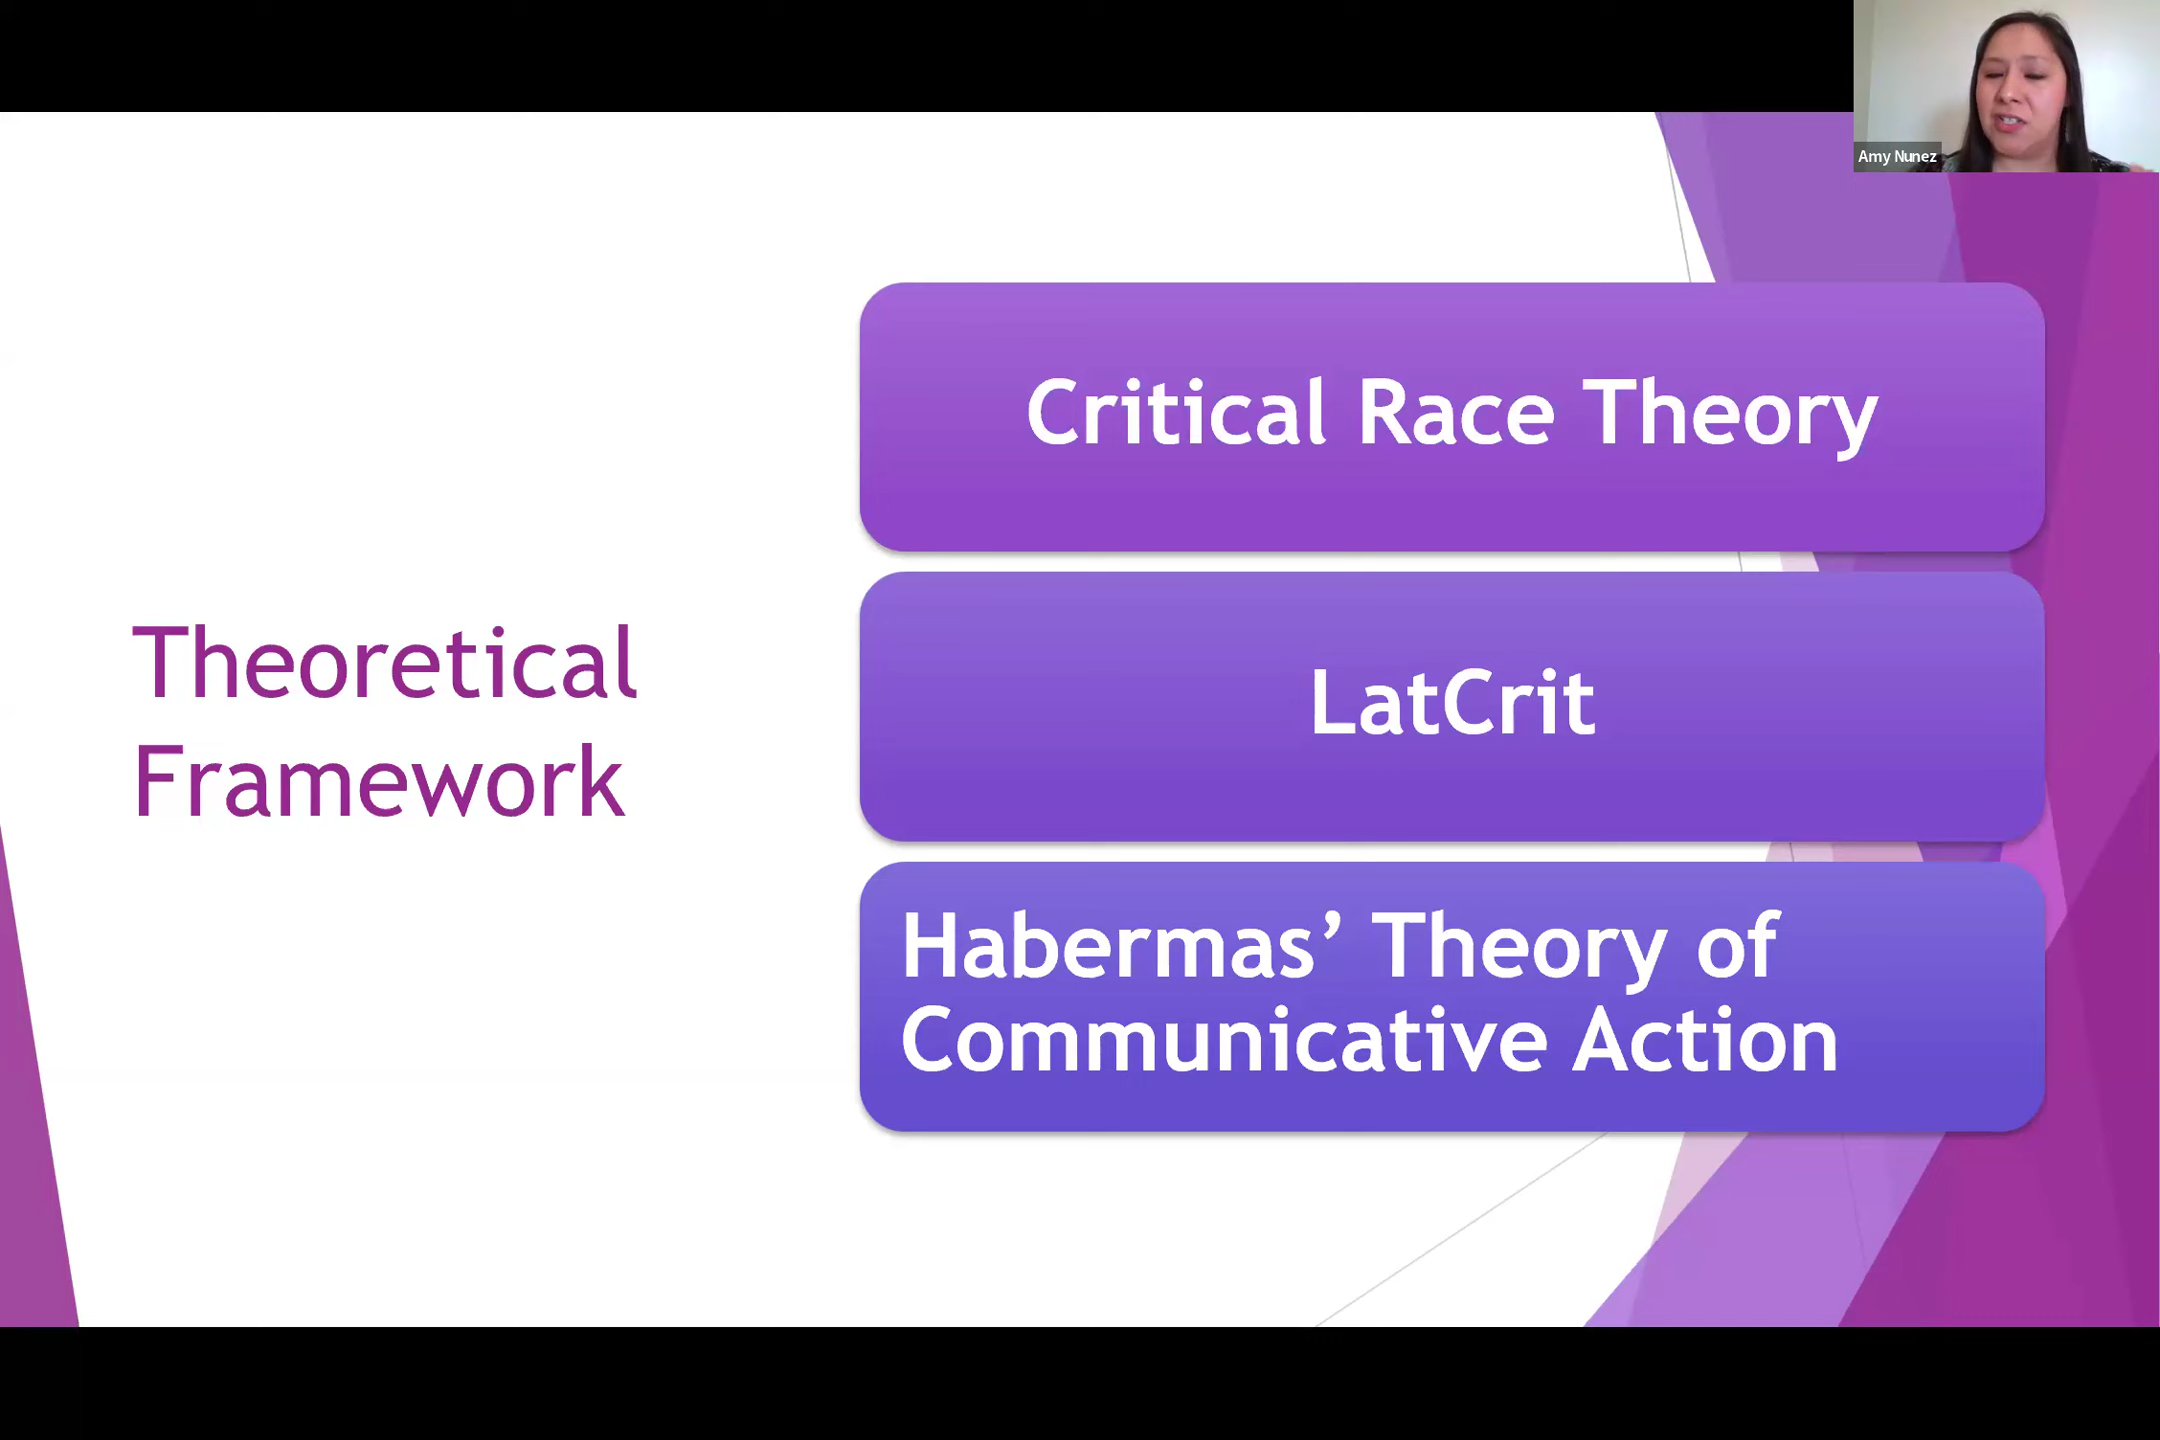 Amy Nunez
Theoretical
Framework
Critical Race Theory
LatCrit
Habermas’ Theory of
Communicative Action